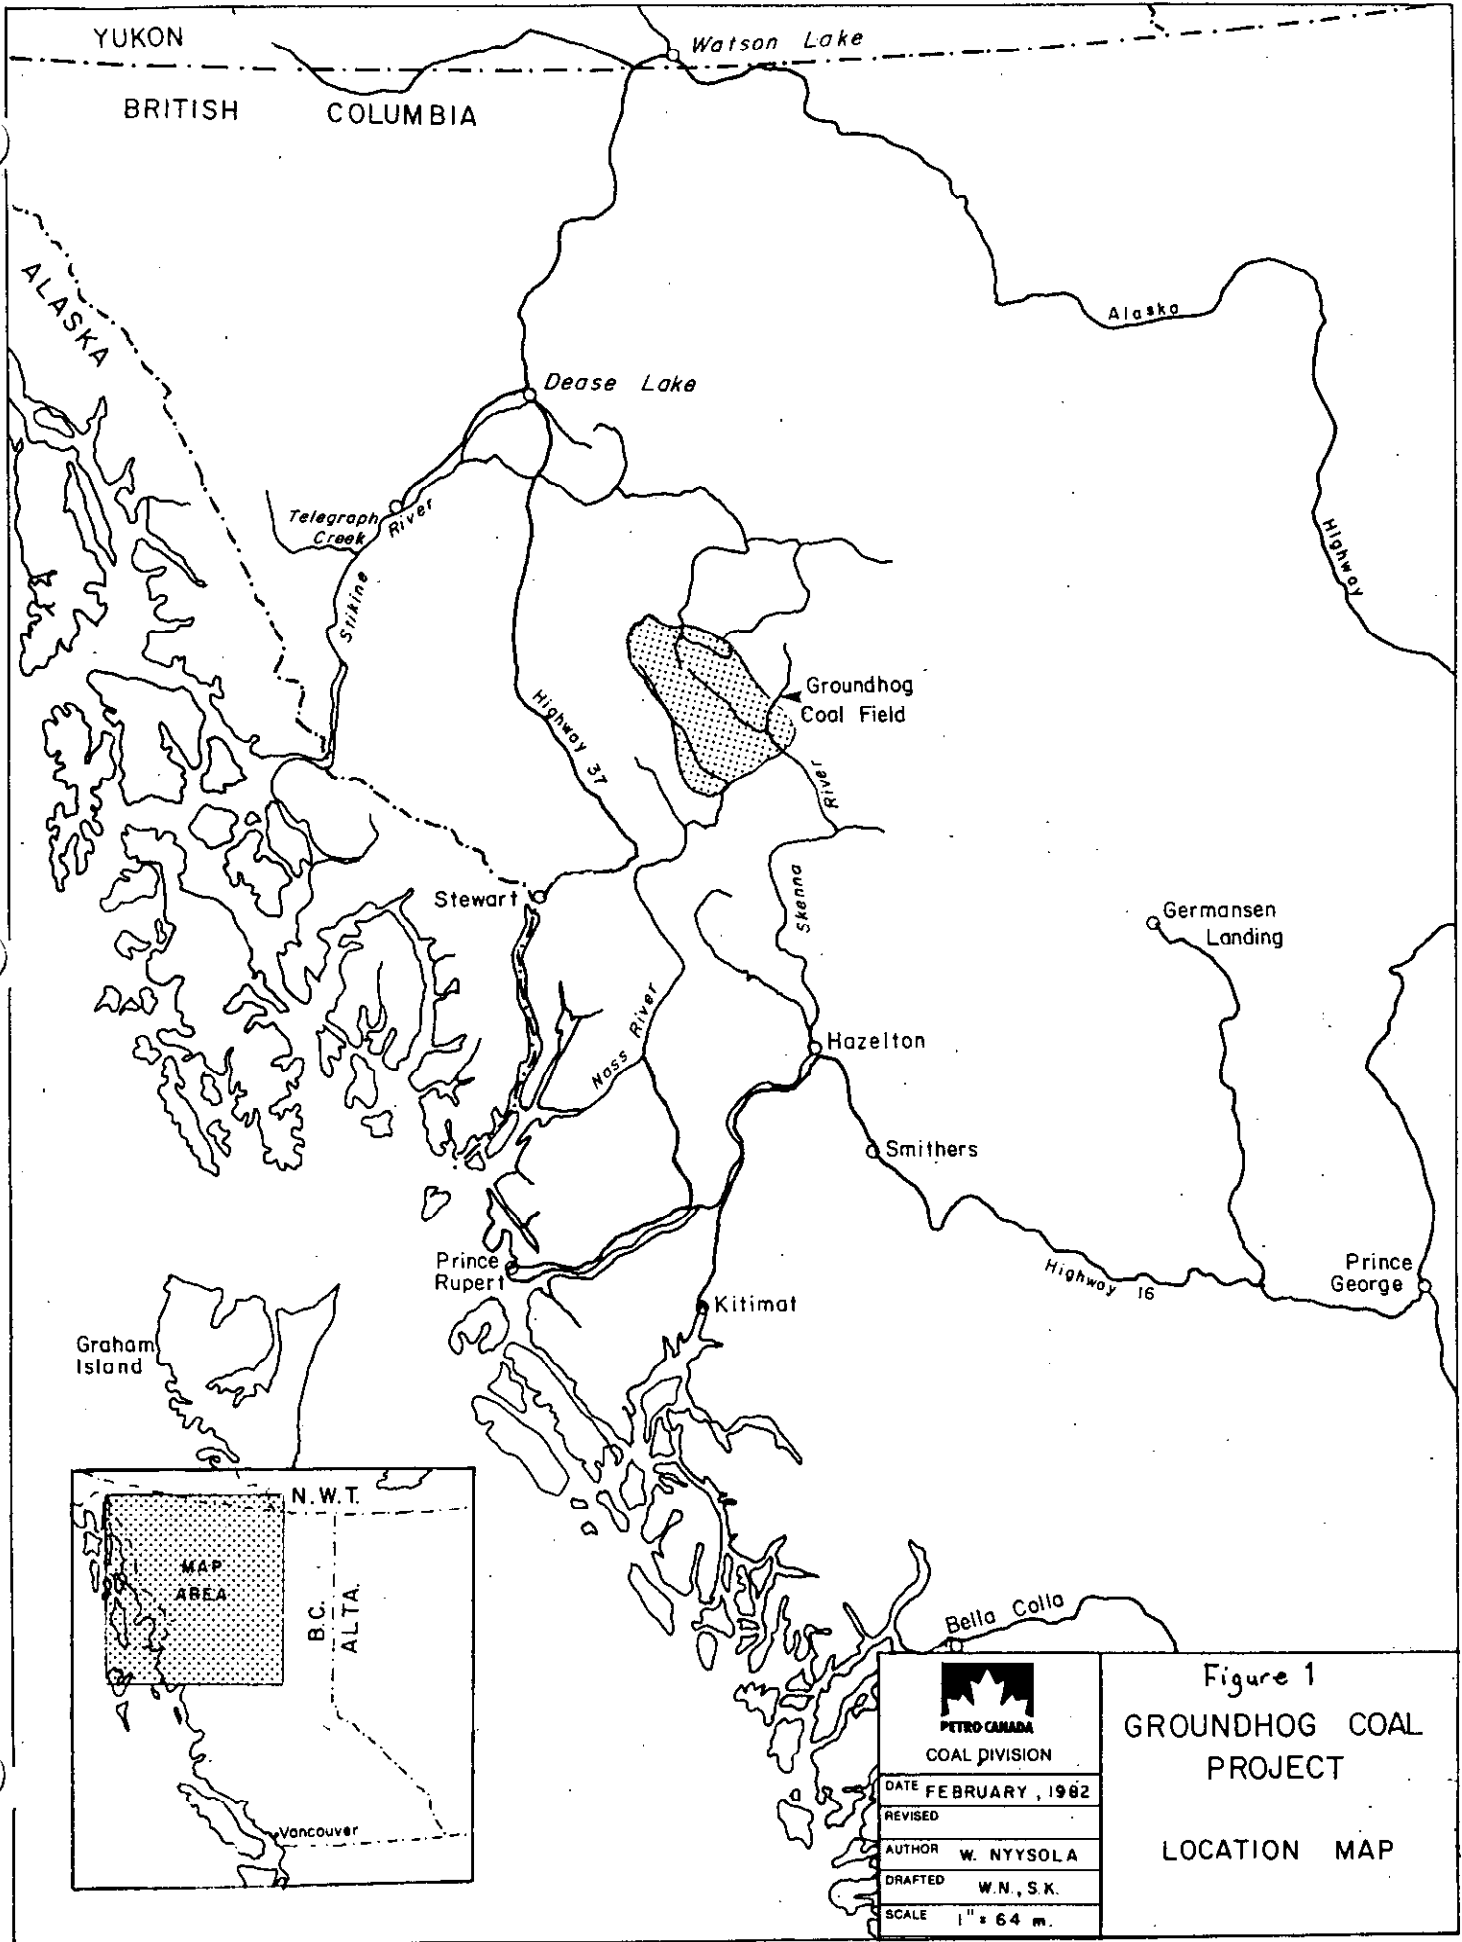 YUKON
Watson Lake
BRITISH COLUMBIA
ALASKA
Alaska
Dease Lake
Telegraph
Creek
River
Stikine
Highway
Groundhog
Coal Field
Highway 37
River
Stewart
Skenna
Germansen
Landing
Nass River
Hazelton
Smithers
Prince
Rupert
Highway 16
Prince
George
Kitimat
Graham
Island
N.W.T.
MAP
AREA
B.C.
ALTA.
Vancouver
Bella Colla
PETRO CANADA
COAL DIVISION
DATE FEBRUARY, 1982
REVISED
AUTHOR W. NYYSOLA
DRAFTED W.N., S.K.
SCALE 1" = 64 m.
Figure 1
GROUNDHOG COAL
PROJECT
LOCATION MAP